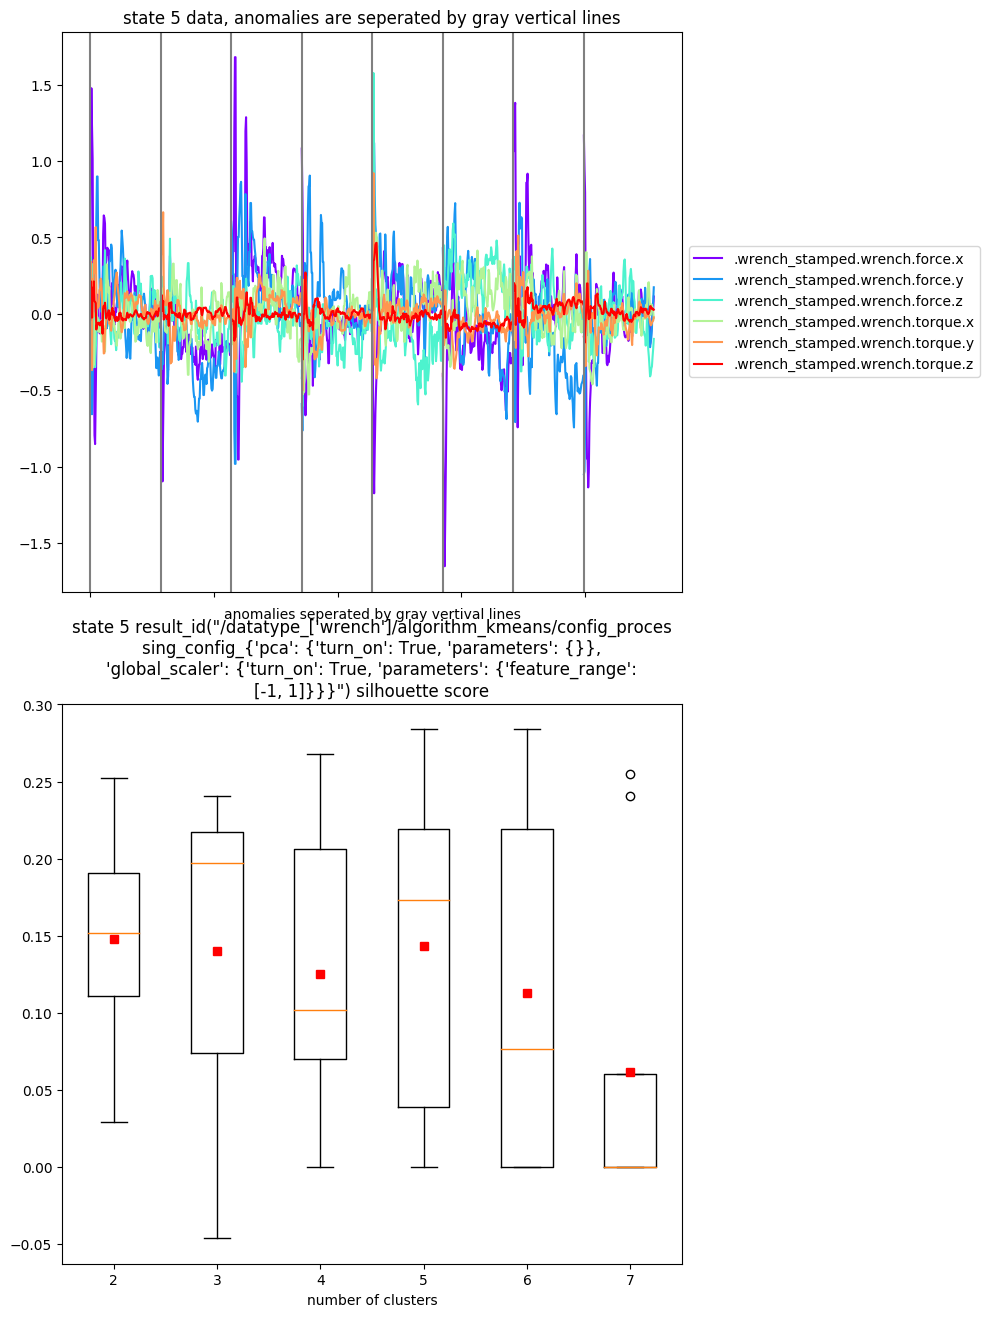 state 5 data, anomalies are seperated by gray vertical lines
1.5
1.0
0.5
0.0
−0.5
−1.0
−1.5
.wrench_stamped.wrench.force.x
.wrench_stamped.wrench.force.y
.wrench_stamped.wrench.force.z
.wrench_stamped.wrench.torque.x
.wrench_stamped.wrench.torque.y
.wrench_stamped.wrench.torque.z
anomalies seperated by gray vertival lines
state 5 result_id("/datatype_['wrench']/algorithm_kmeans/config_proces
sing_config_{'pca': {'turn_on': True, 'parameters': {}},
'global_scaler': {'turn_on': True, 'parameters': {'feature_range':
[-1, 1]}}}") silhouette score
0.30
0.25
0.20
0.15
0.10
0.05
0.00
−0.05
2 3 4 5 6 7
number of clusters